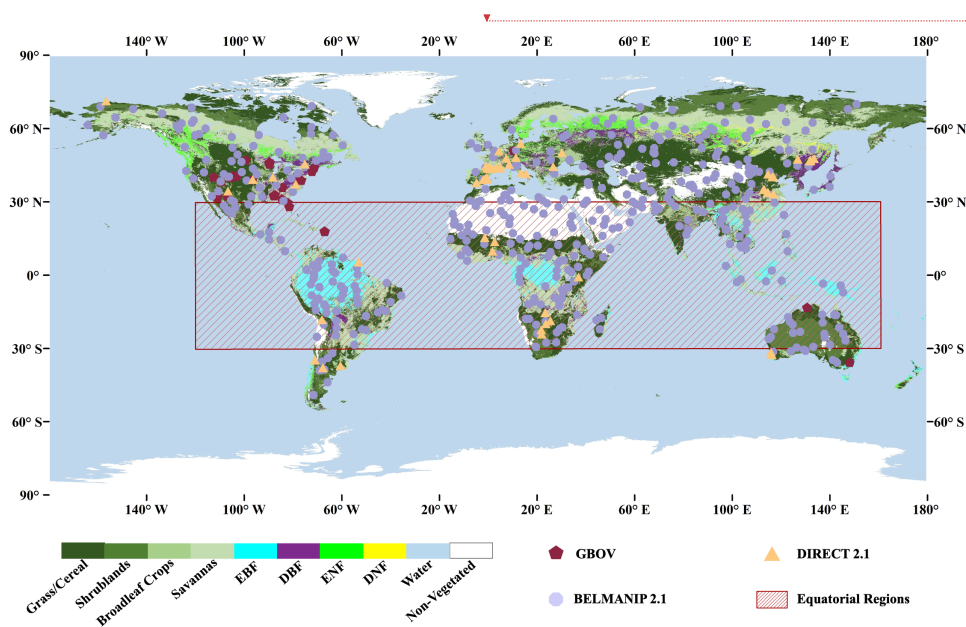 140° W 100° W 60° W 20° W 20° E 60° E 100° E 140° E 180°
90° 90°
60° N 60° N
30° N 30° N
0° 0°
30° S 30° S
60° S 60° S
90° 90°
140° W 100° W 60° W 20° W 20° E 60° E 100° E 140° E 180°
Grass/Cereal
Shrublands
Broadleaf Crops
Savannas
EBF
DBF
ENF
DNF
Water
Non-Vegetated
GBOV
DIRECT 2.1
BELMANIP 2.1
Equatorial Regions